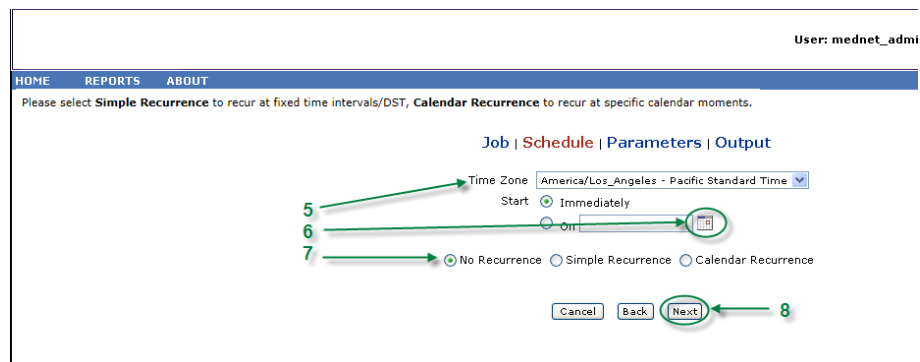 User: mednet_admi
HOME REPORTS ABOUT
Please select Simple Recurrence to recur at fixed time intervals/DST, Calendar Recurrence to recur at specific calendar moments.
Job | Schedule | Parameters | Output
Time Zone America/Los_Angeles - Pacific Standard Time
5 Start Immediately
6 On
7 No Recurrence Simple Recurrence Calendar Recurrence
Cancel Back Next 8